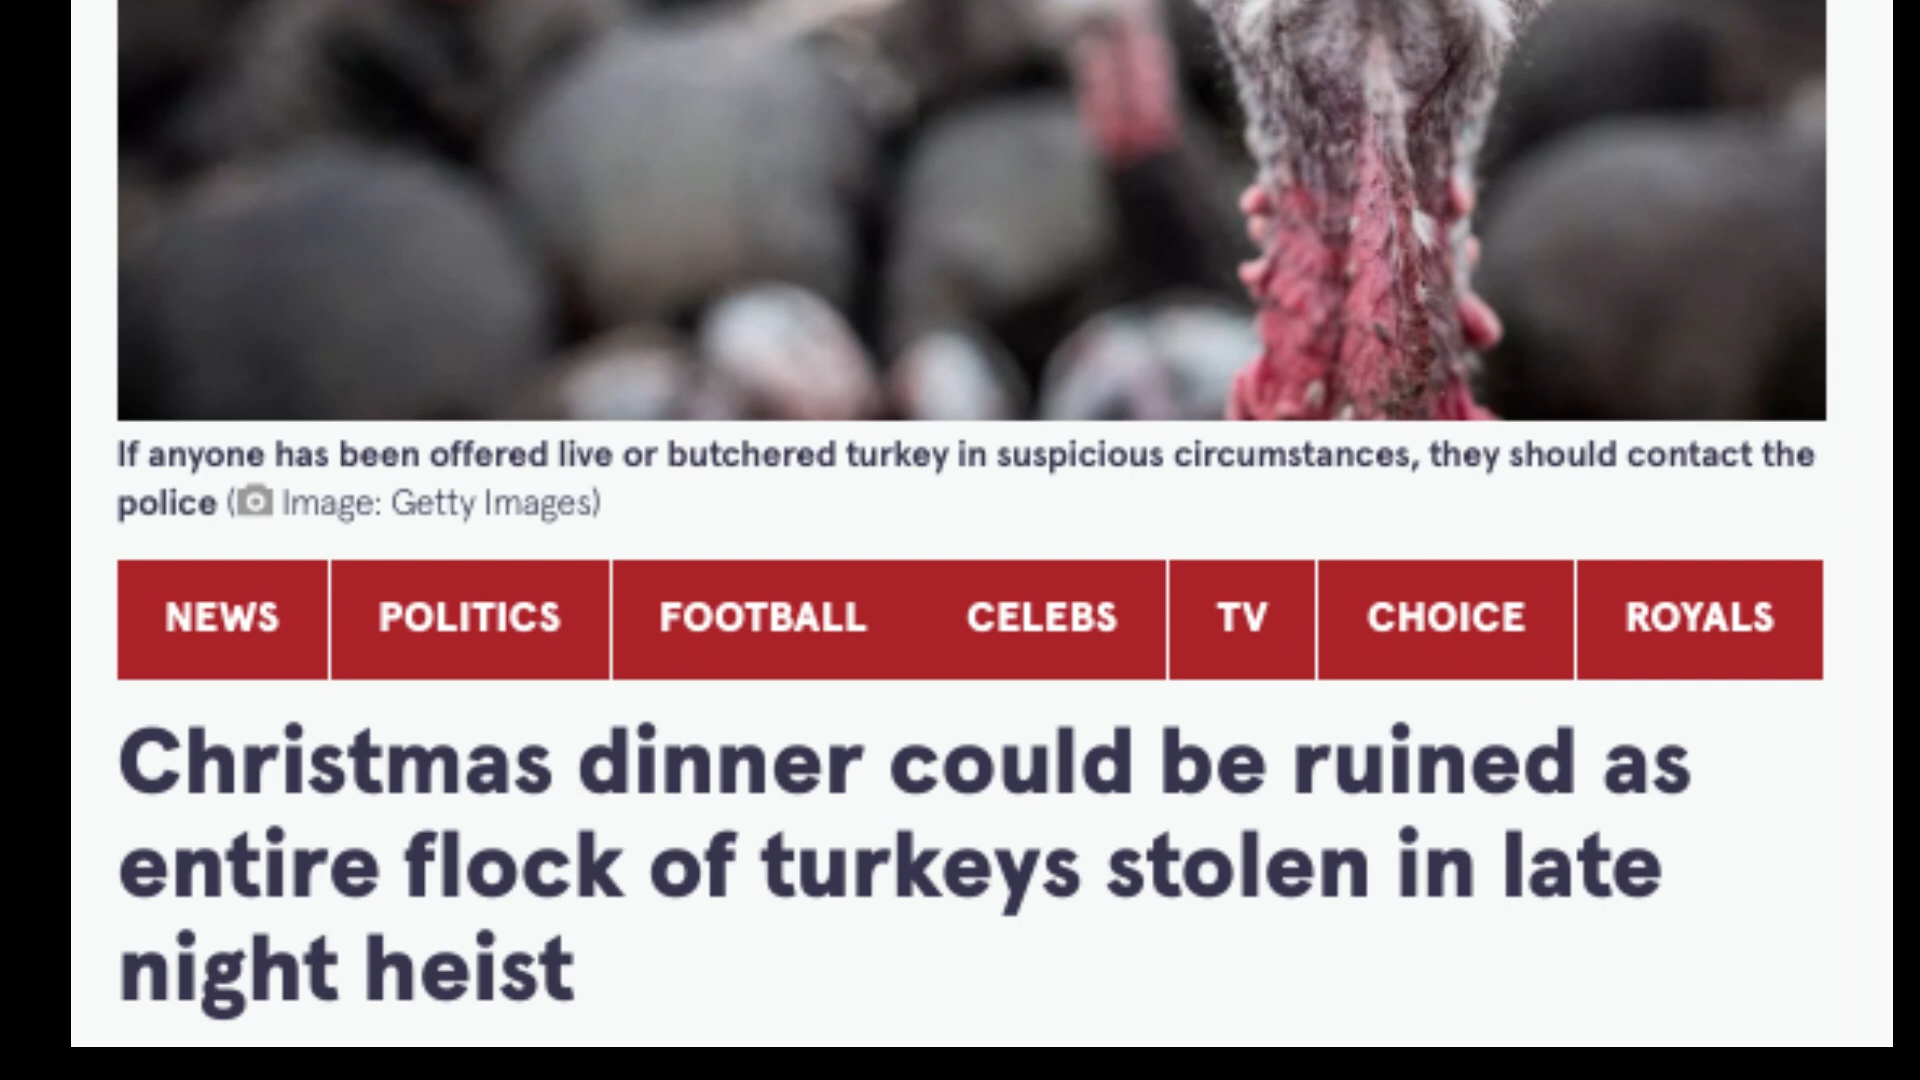 If anyone has been offered live or butchered turkey in suspicious circumstances, they should contact the
police (Image: Getty Images)
NEWS POLITICS FOOTBALL CELEBS TV CHOICE ROYALS
Christmas dinner could be ruined as
entire flock of turkeys stolen in late
night heist